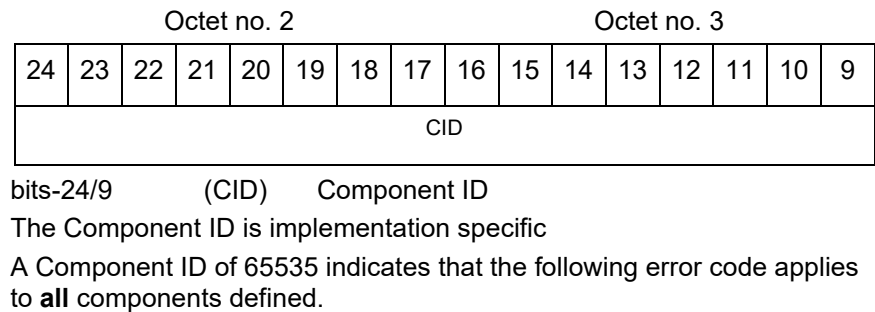 Octet no. 2 Octet no. 3
24 23 22 21 20 19 18 17 16 15 14 13 12 11 10 9
CID
bits-24/9 (CID) Component ID
The Component ID is implementation specific
A Component ID of 65535 indicates that the following error code applies
to all components defined.